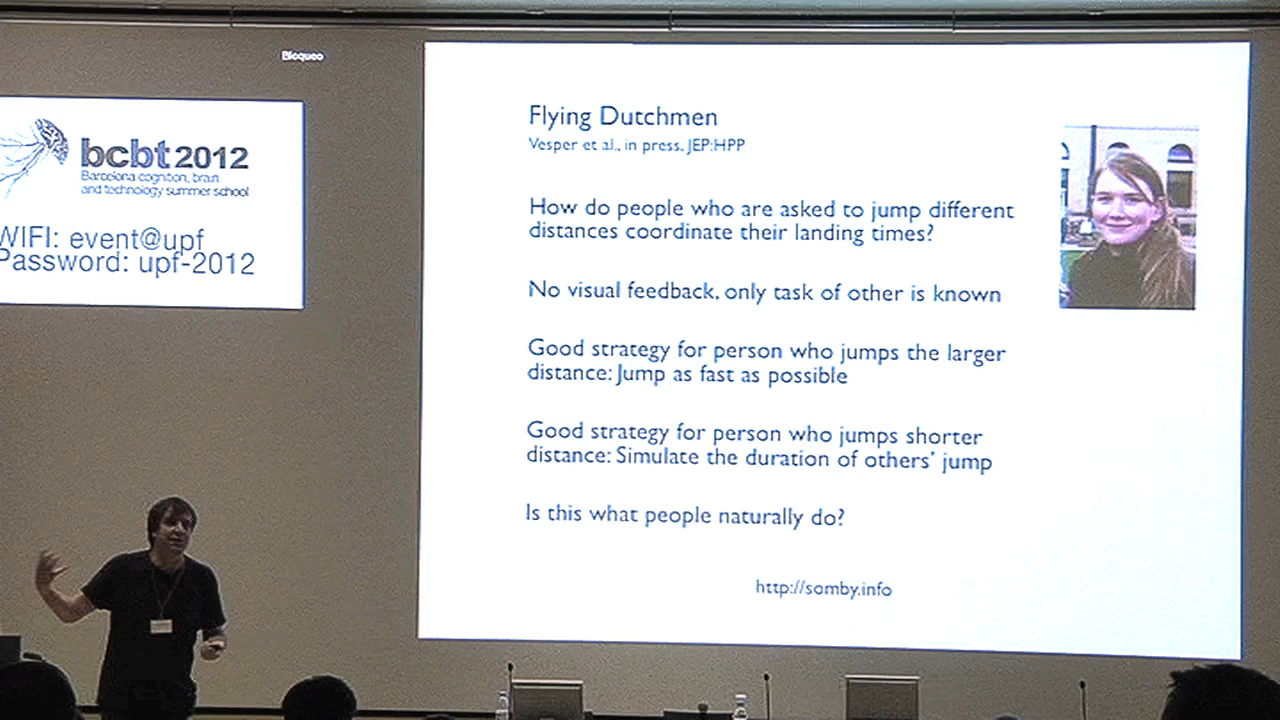 Bloqueo
bcbt 2012
Barcelona cognition, brain
and technology summer school
WIFI: event@upf
Password: upf-2012
Flying Dutchmen
Vesper et al., in press, JEP:HPP
How do people who are asked to jump different
distances coordinate their landing times?
No visual feedback, only task of other is known
Good strategy for person who jumps the larger
distance: Jump as fast as possible
Good strategy for person who jumps shorter
distance: Simulate the duration of others' jump
Is this what people naturally do?
http://somby.info